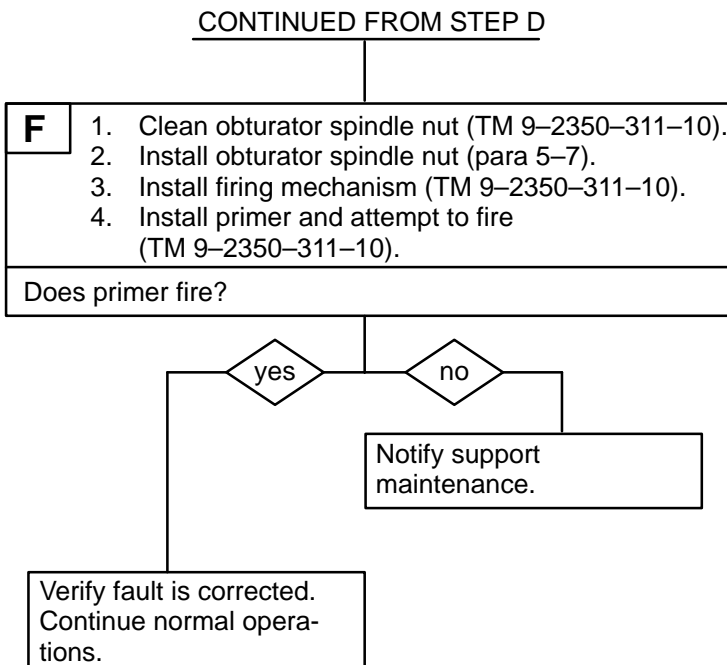 CONTINUED FROM STEP D
F
1. Clean obturator spindle nut (TM 9–2350–311–10).
2. Install obturator spindle nut (para 5–7).
3. Install firing mechanism (TM 9–2350–311–10).
4. Install primer and attempt to fire
(TM 9–2350–311–10).
Does primer fire?
yes
no
Notify support
maintenance.
Verify fault is corrected.
Continue normal opera-
tions.